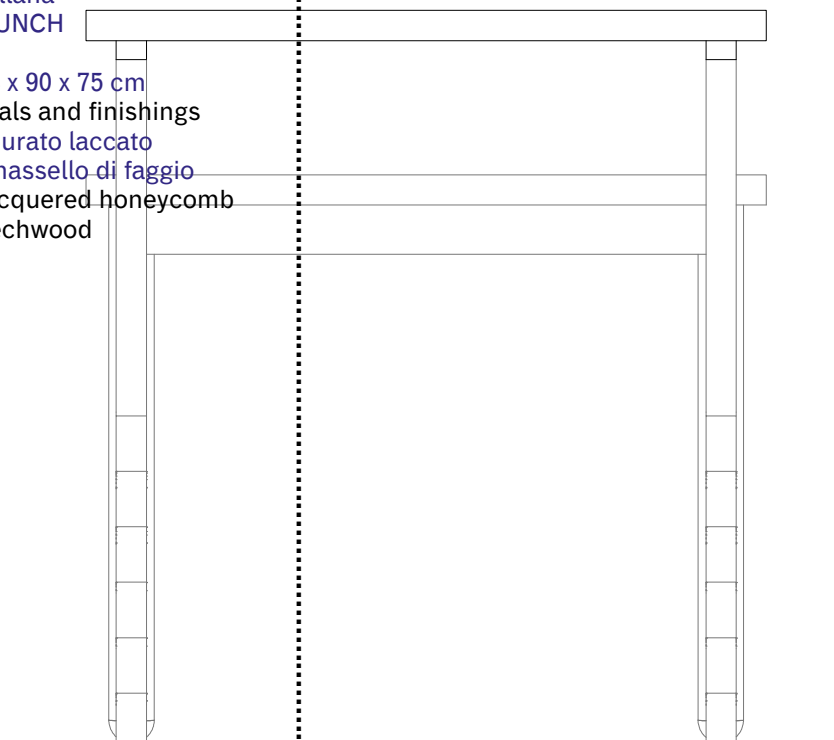 UNCH
x 90 x 75 cm
als and finishings
urato laccato
massello di faggio
cquered honeycomb
echwood